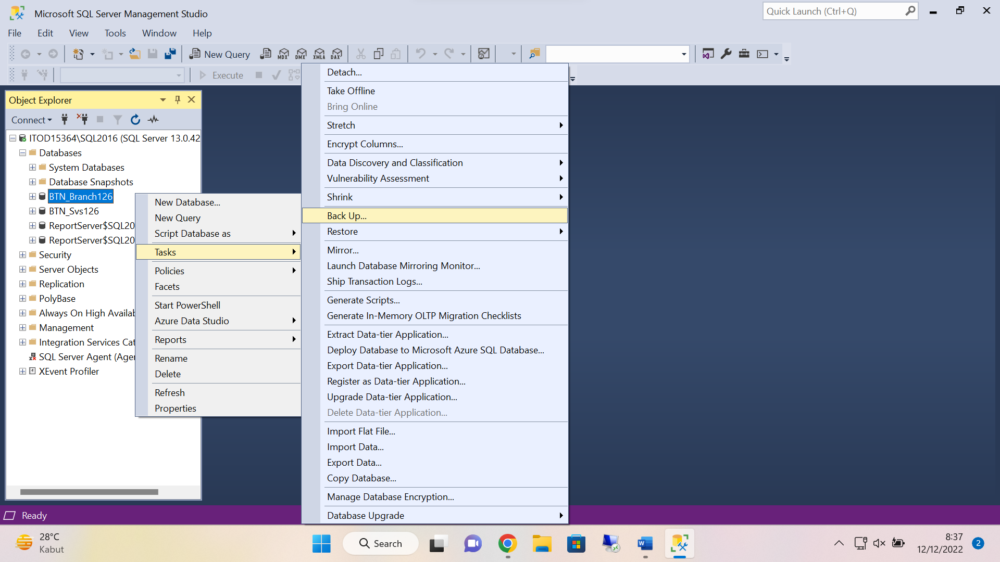 Microsoft SQL Server Management Studio
Quick Launch (Ctrl+Q)
File Edit View Tools Window Help
New Query MDX DMX XMLA DAX
Execute
Object Explorer
Connect
ITOD15364\SQL2016 (SQL Server 13.0.42
Databases
System Databases
Database Snapshots
BTN_Branch126
BTN_Svs126
ReportServer$SQL20
ReportServer$SQL20
Security
Server Objects
Replication
PolyBase
Always On High Availab
Management
Integration Services Cat
SQL Server Agent (Agen
XEvent Profiler
New Database...
New Query
Script Database as
Tasks
Policies
Facets
Start PowerShell
Azure Data Studio
Reports
Rename
Delete
Refresh
Properties
Detach...
Take Offline
Bring Online
Stretch
Encrypt Columns...
Data Discovery and Classification
Vulnerability Assessment
Shrink
Back Up...
Restore
Mirror...
Launch Database Mirroring Monitor...
Ship Transaction Logs...
Generate Scripts...
Generate In-Memory OLTP Migration Checklists
Extract Data-tier Application...
Deploy Database to Microsoft Azure SQL Database...
Export Data-tier Application...
Register as Data-tier Application...
Upgrade Data-tier Application...
Delete Data-tier Application...
Import Flat File...
Import Data...
Export Data...
Copy Database...
Manage Database Encryption...
Database Upgrade
Ready
28°C
Kabut
Search
8:37
12/12/2022
2